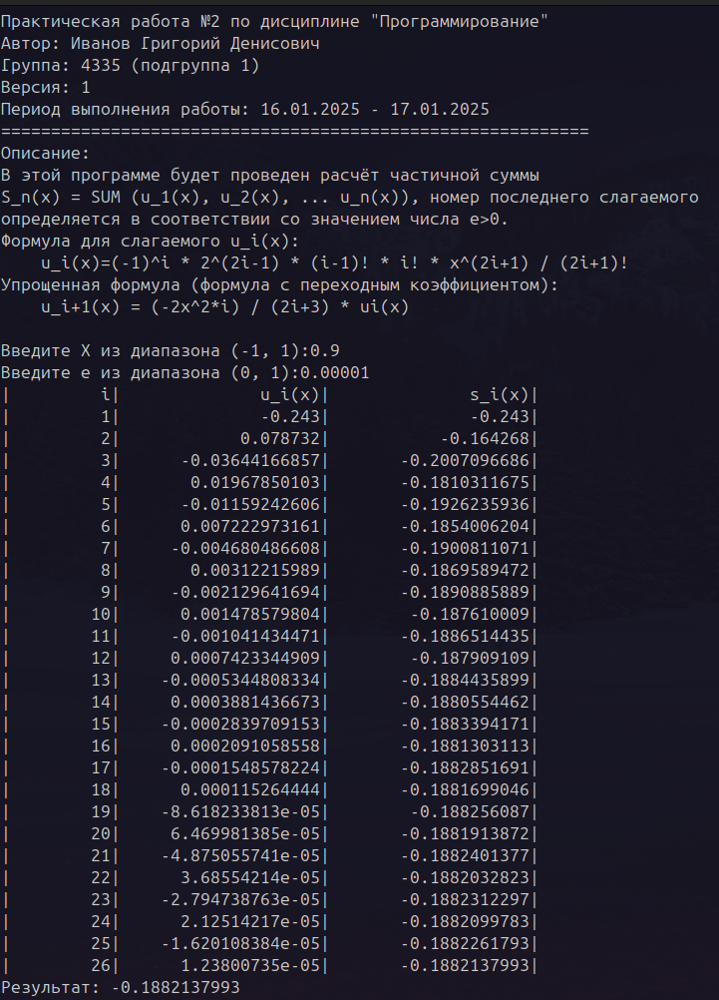 Практическая работа №2 по дисциплине "Программирование"
Автор: Иванов Григорий Денисович
Группа: 4335 (подгруппа 1)
Версия: 1
Период выполнения работы: 16.01.2025 - 17.01.2025
===========================================================
Описание:
В этой программе будет проведен расчёт частичной суммы
S_n(x) = SUM (u_1(x), u_2(x), ... u_n(x)), номер последнего слагаемого
определяется в соответствии со значением числа e>0.
Формула для слагаемого u_i(x):
    u_i(x)=(-1)^i * 2^(2i-1) * (i-1)! * i! * x^(2i+1) / (2i+1)!
Упрощенная формула (формула с переходным коэффициентом):
    u_i+1(x) = (-2x^2*i) / (2i+3) * ui(x)

Введите X из диапазона (-1, 1):0.9
Введите e из диапазона (0, 1):0.00001
|         i|              u_i(x)|              s_i(x)|
|         1|              -0.243|              -0.243|
|         2|            0.078732|           -0.164268|
|         3|      -0.03644166857|       -0.2007096686|
|         4|       0.01967850103|       -0.1810311675|
|         5|      -0.01159242606|       -0.1926235936|
|         6|      0.007222973161|       -0.1854006204|
|         7|     -0.004680486608|       -0.1900811071|
|         8|       0.00312215989|       -0.1869589472|
|         9|     -0.002129641694|       -0.1890885889|
|        10|      0.001478579804|        -0.187610009|
|        11|     -0.001041434471|       -0.1886514435|
|        12|     0.0007423344909|        -0.187909109|
|        13|    -0.0005344808334|       -0.1884435899|
|        14|     0.0003881436673|       -0.1880554462|
|        15|    -0.0002839709153|       -0.1883394171|
|        16|     0.0002091058558|       -0.1881303113|
|        17|    -0.0001548578224|       -0.1882851691|
|        18|      0.000115264444|       -0.1881699046|
|        19|    -8.618233813e-05|        -0.188256087|
|        20|     6.469981385e-05|       -0.1881913872|
|        21|    -4.875055741e-05|       -0.1882401377|
|        22|      3.68554214e-05|       -0.1882032823|
|        23|    -2.794738763e-05|       -0.1882312297|
|        24|      2.12514217e-05|       -0.1882099783|
|        25|    -1.620108384e-05|       -0.1882261793|
|        26|      1.23800735e-05|       -0.1882137993|
Результат: -0.1882137993